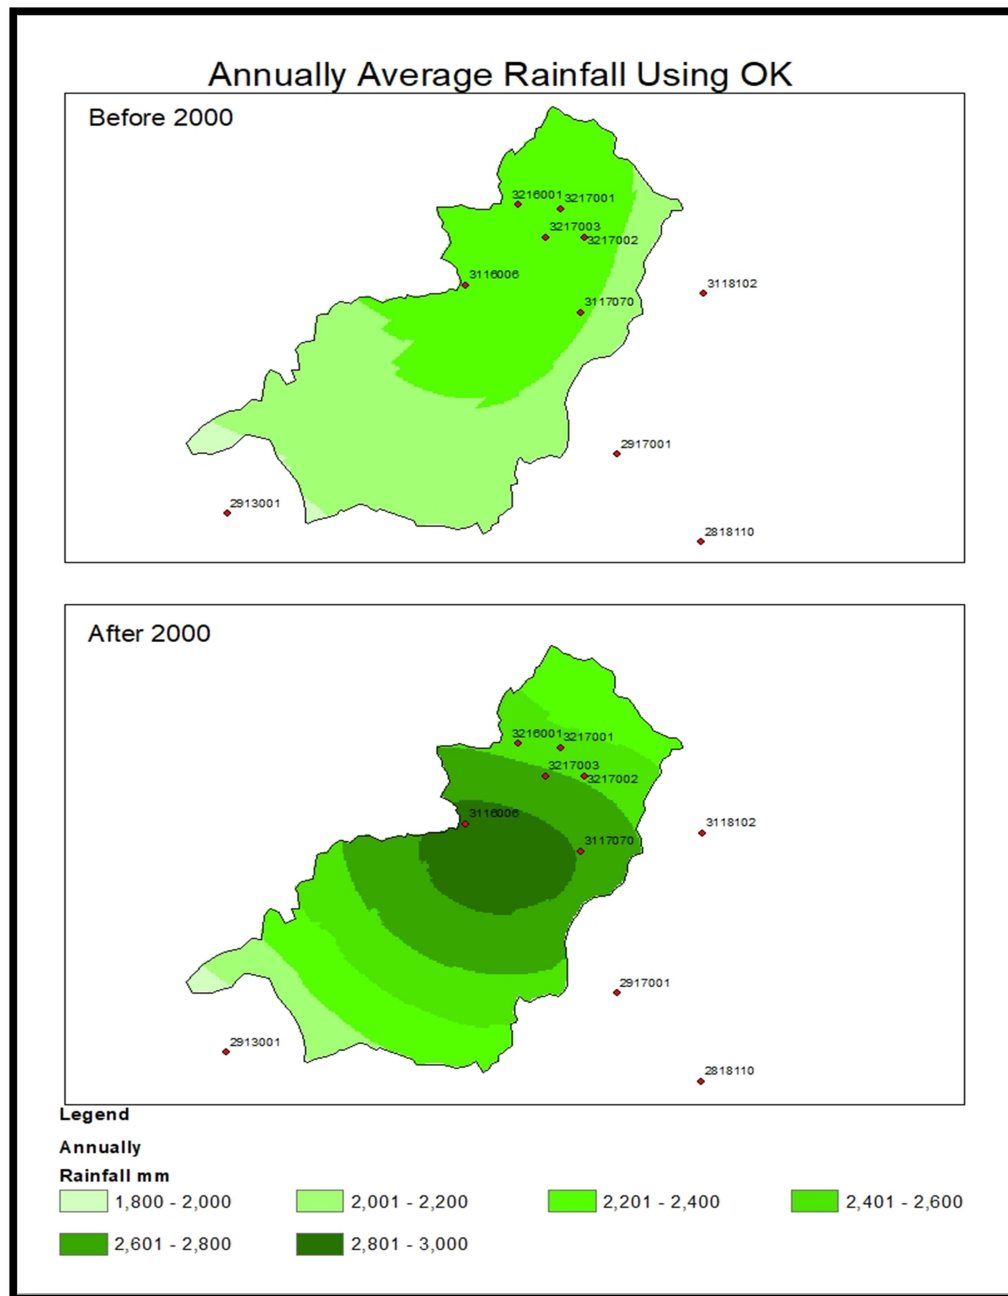 Annually Average Rainfall Using OK
Before 2000
3216001
3217001
3217003
3217002
3116006
3118102
3117070
2917001
2913001
2818110
After 2000
3216001
3217001
3217003
3217002
3116006
3118102
3117070
2917001
2913001
2818110
Legend
Annually
Rainfall mm
1,800 - 2,000
2,001 - 2,200
2,201 - 2,400
2,401 - 2,600
2,601 - 2,800
2,801 - 3,000